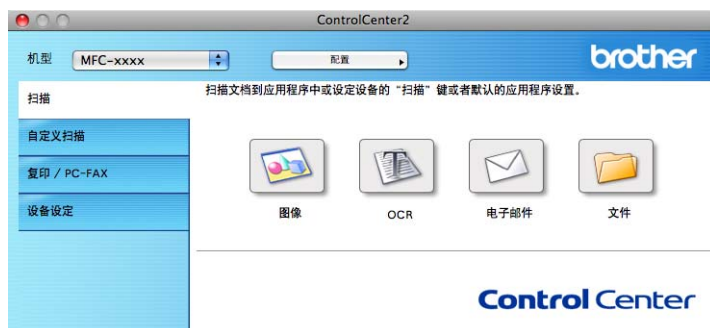 ControlCenter2
机型 MFC-xxxx 配置 brother
扫描
扫描文档到应用程序中或设定设备的“扫描”键或者默认的应用程序设置。
自定义扫描
复印 / PC-FAX
设备设定
图像 OCR 电子邮件 文件
Control Center